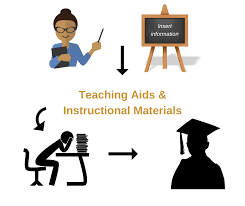 Insert
information
Teaching Aids &
Instructional Materials